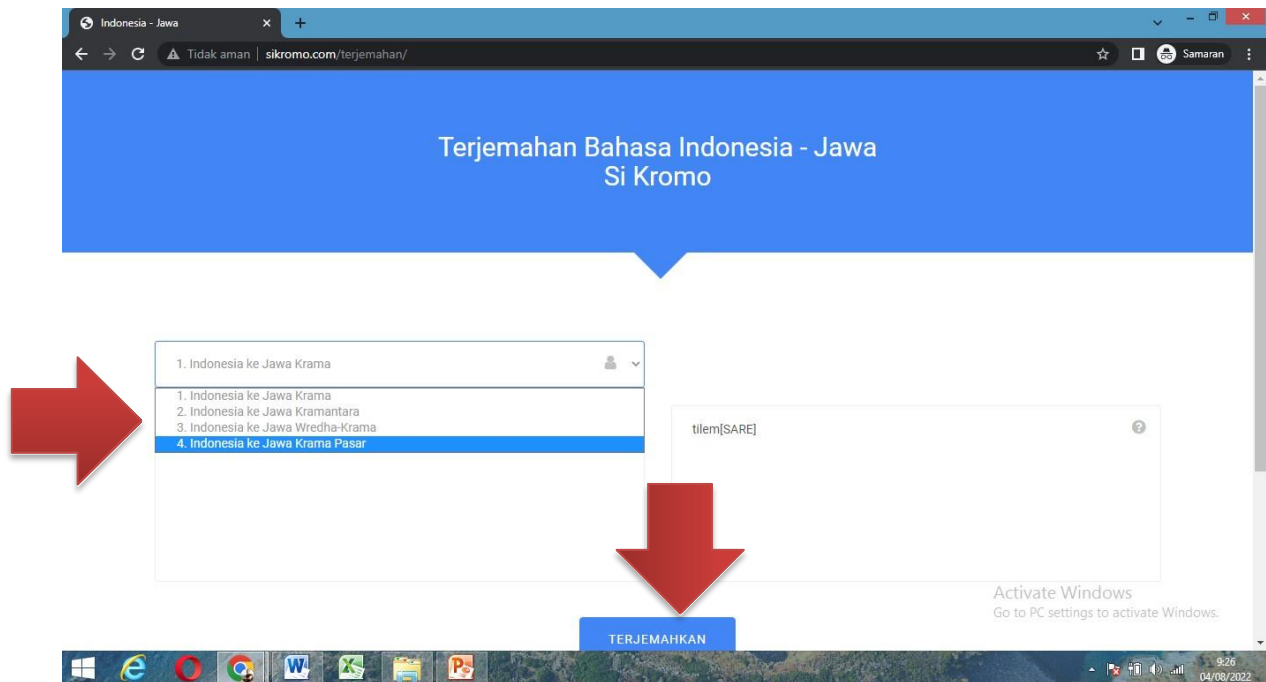 Indonesia - Jawa
Tidak aman | sikromo.com/terjemahan/
Samaran
Terjemahan Bahasa Indonesia - Jawa
Si Kromo
1. Indonesia ke Jawa Krama
1. Indonesia ke Jawa Krama
2. Indonesia ke Jawa Kramantara
3. Indonesia ke Jawa Wredha-Krama
4. Indonesia ke Jawa Krama Pasar
tilem[SARE]
Activate Windows
Go to PC settings to activate Windows.
TERJEMAHKAN
9:26
04/08/2022